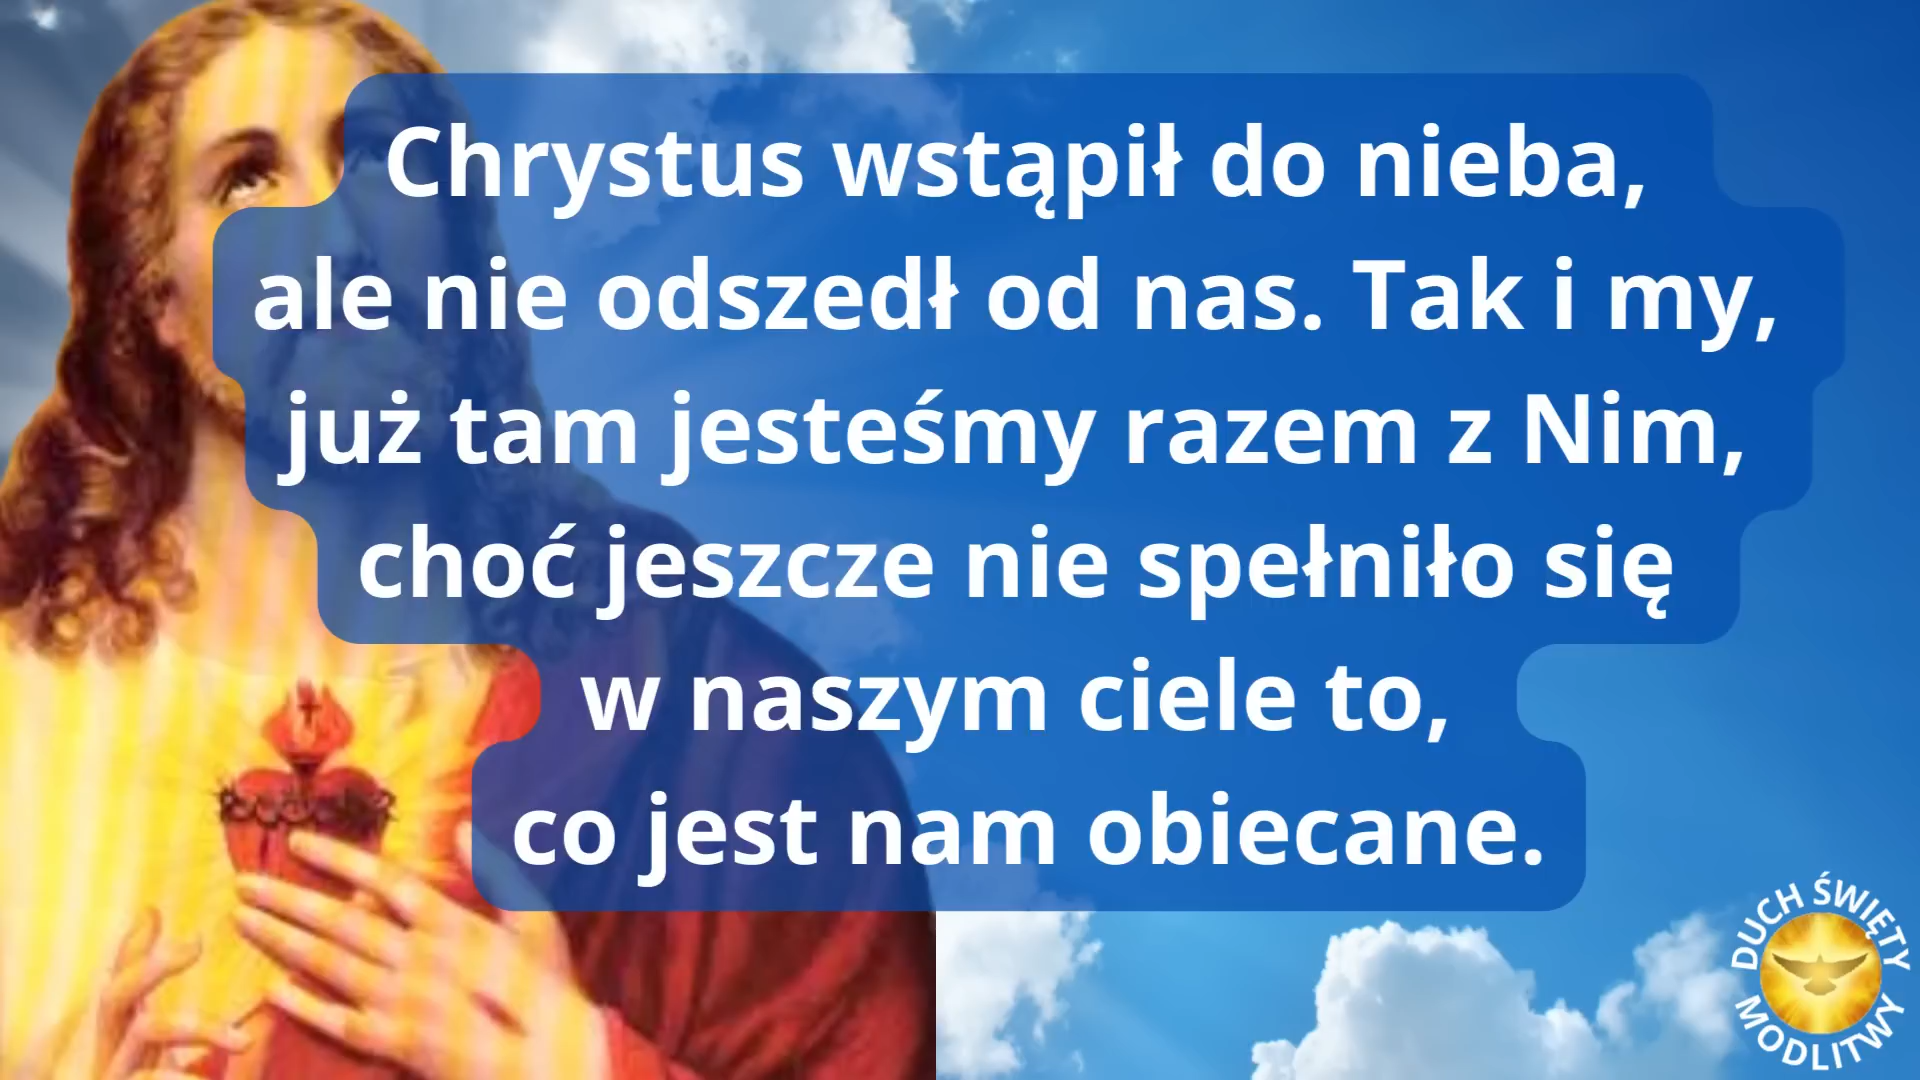 Chrystus wstąpił do nieba,
ale nie odszedł od nas. Tak i my,
już tam jesteśmy razem z Nim,
choć jeszcze nie spełniło się
w naszym ciele to,
co jest nam obiecane.
DUCH ŚWIĘTY
MODLITWY